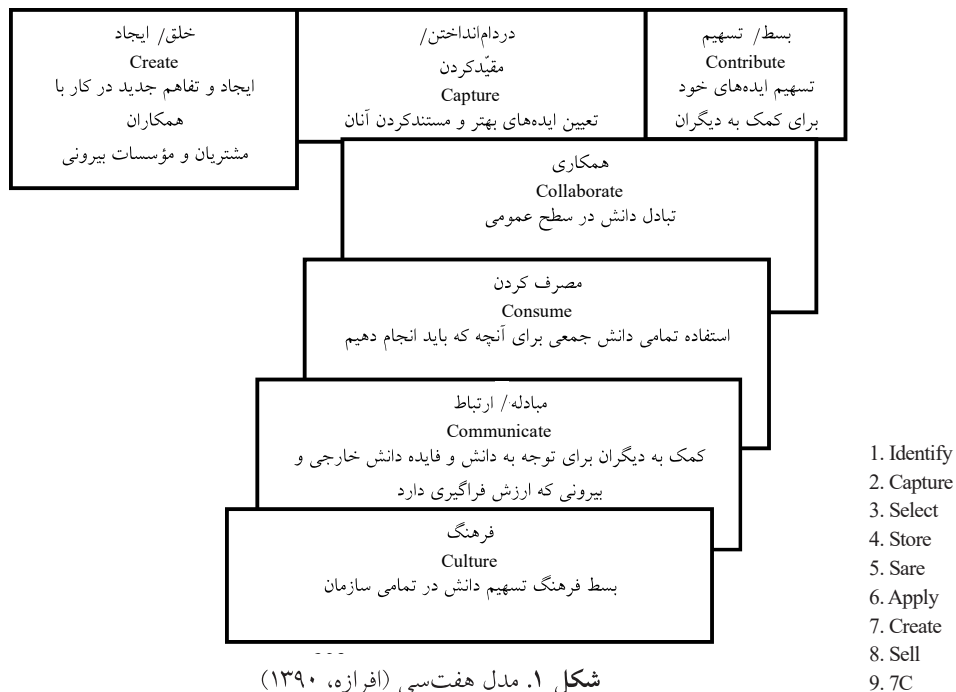 خلق/ ایجاد
Create
ایجاد و تفاهم جدید در کار با
همکاران
مشتریان و مؤسسات بیرونی
دردام‌انداختن/
مقیّدکردن
Capture
تعیین ایده‌های بهتر و مستندکردن آنان
بسط/ تسهیم
Contribute
تسهیم ایده‌های خود
برای کمک به دیگران
همکاری
Collaborate
تبادل دانش در سطح عمومی
مصرف کردن
Consume
استفاده تمامی دانش جمعی برای آنچه که باید انجام دهیم
مبادله/ ارتباط
Communicate
کمک به دیگران برای توجه به دانش و فایده دانش خارجی و
بیرونی که ارزش فراگیری دارد
فرهنگ
Culture
بسط فرهنگ تسهیم دانش در تمامی سازمان
شکل ۱. مدل هفت‌سی (افرازه، ۱۳۹۰)
1. Identify
2. Capture
3. Select
4. Store
5. Sare
6. Apply
7. Create
8. Sell
9. 7C